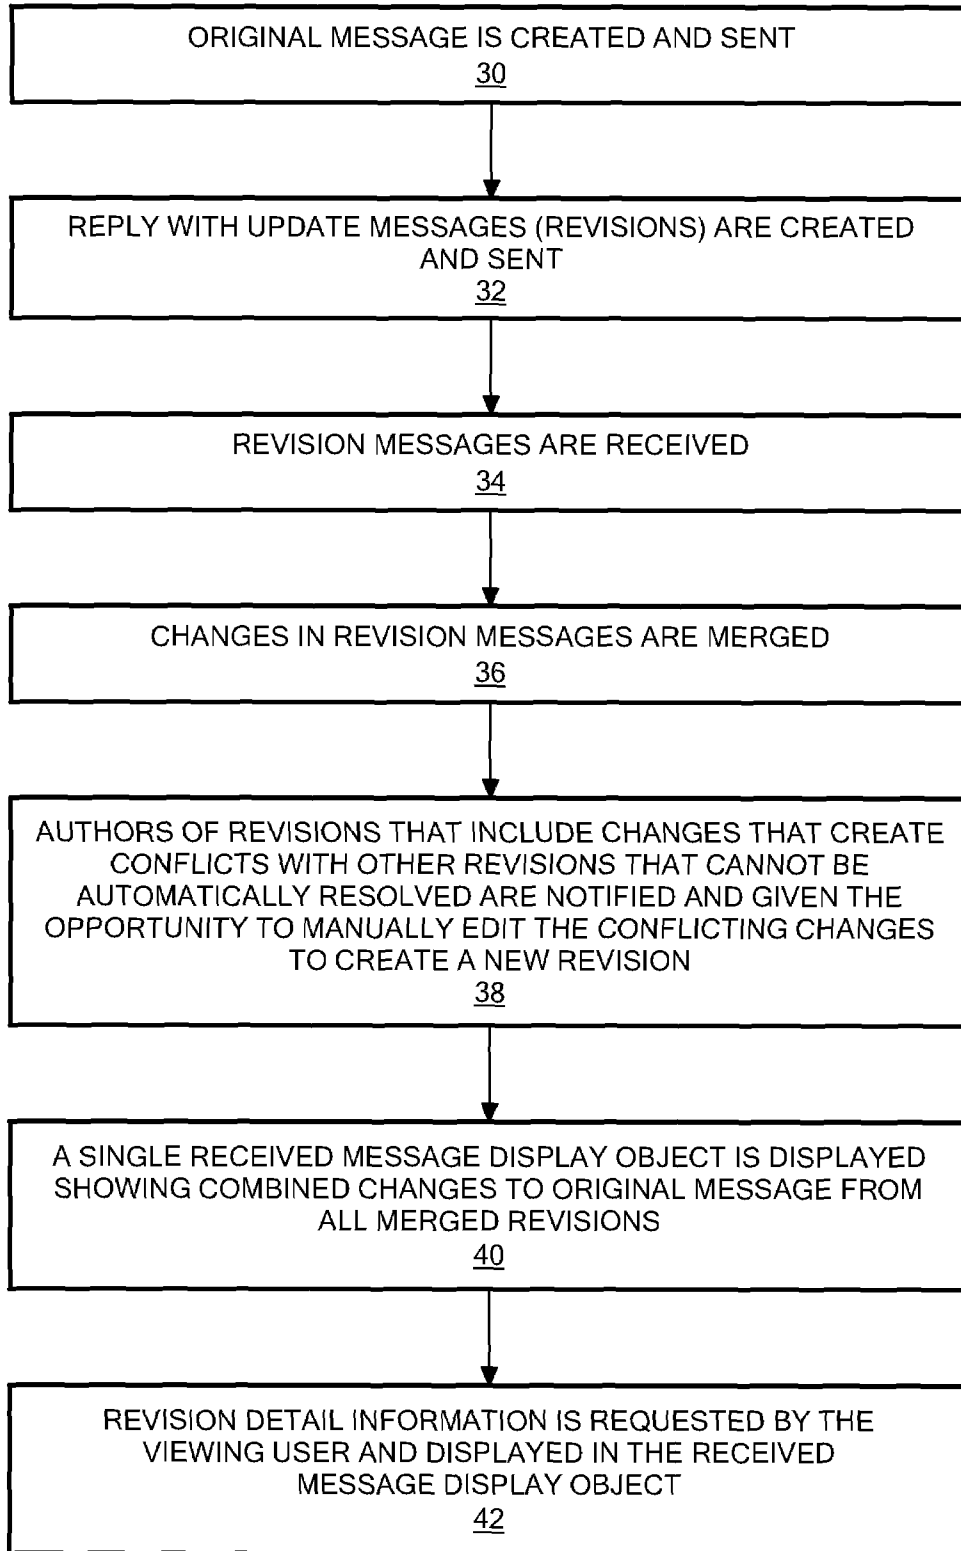 ORIGINAL MESSAGE IS CREATED AND SENT
30
REPLY WITH UPDATE MESSAGES (REVISIONS) ARE CREATED
AND SENT
32
REVISION MESSAGES ARE RECEIVED
34
CHANGES IN REVISION MESSAGES ARE MERGED
36
AUTHORS OF REVISIONS THAT INCLUDE CHANGES THAT CREATE
CONFLICTS WITH OTHER REVISIONS THAT CANNOT BE
AUTOMATICALLY RESOLVED ARE NOTIFIED AND GIVEN THE
OPPORTUNITY TO MANUALLY EDIT THE CONFLICTING CHANGES
TO CREATE A NEW REVISION
38
A SINGLE RECEIVED MESSAGE DISPLAY OBJECT IS DISPLAYED
SHOWING COMBINED CHANGES TO ORIGINAL MESSAGE FROM
ALL MERGED REVISIONS
40
REVISION DETAIL INFORMATION IS REQUESTED BY THE
VIEWING USER AND DISPLAYED IN THE RECEIVED
MESSAGE DISPLAY OBJECT
42